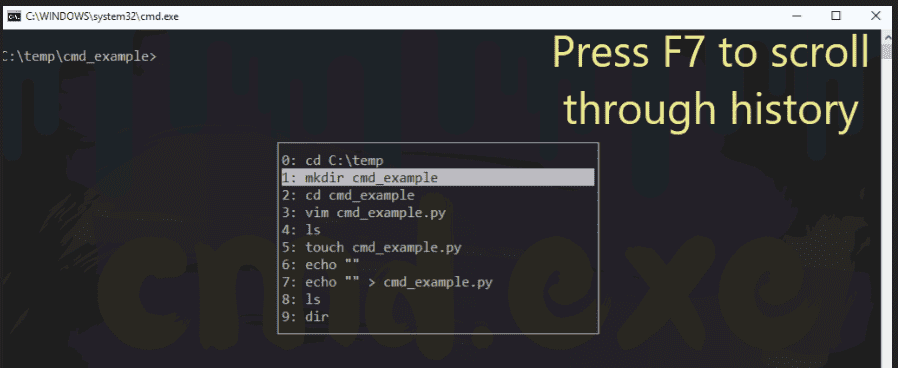 C:\WINDOWS\system32\cmd.exe
C:\temp\cmd_example>
Press F7 to scroll
through history
0: cd C:\temp
1: mkdir cmd_example
2: cd cmd_example
3: vim cmd_example.py
4: ls
5: touch cmd_example.py
6: echo ""
7: echo "" > cmd_example.py
8: ls
9: dir
cmd.exe